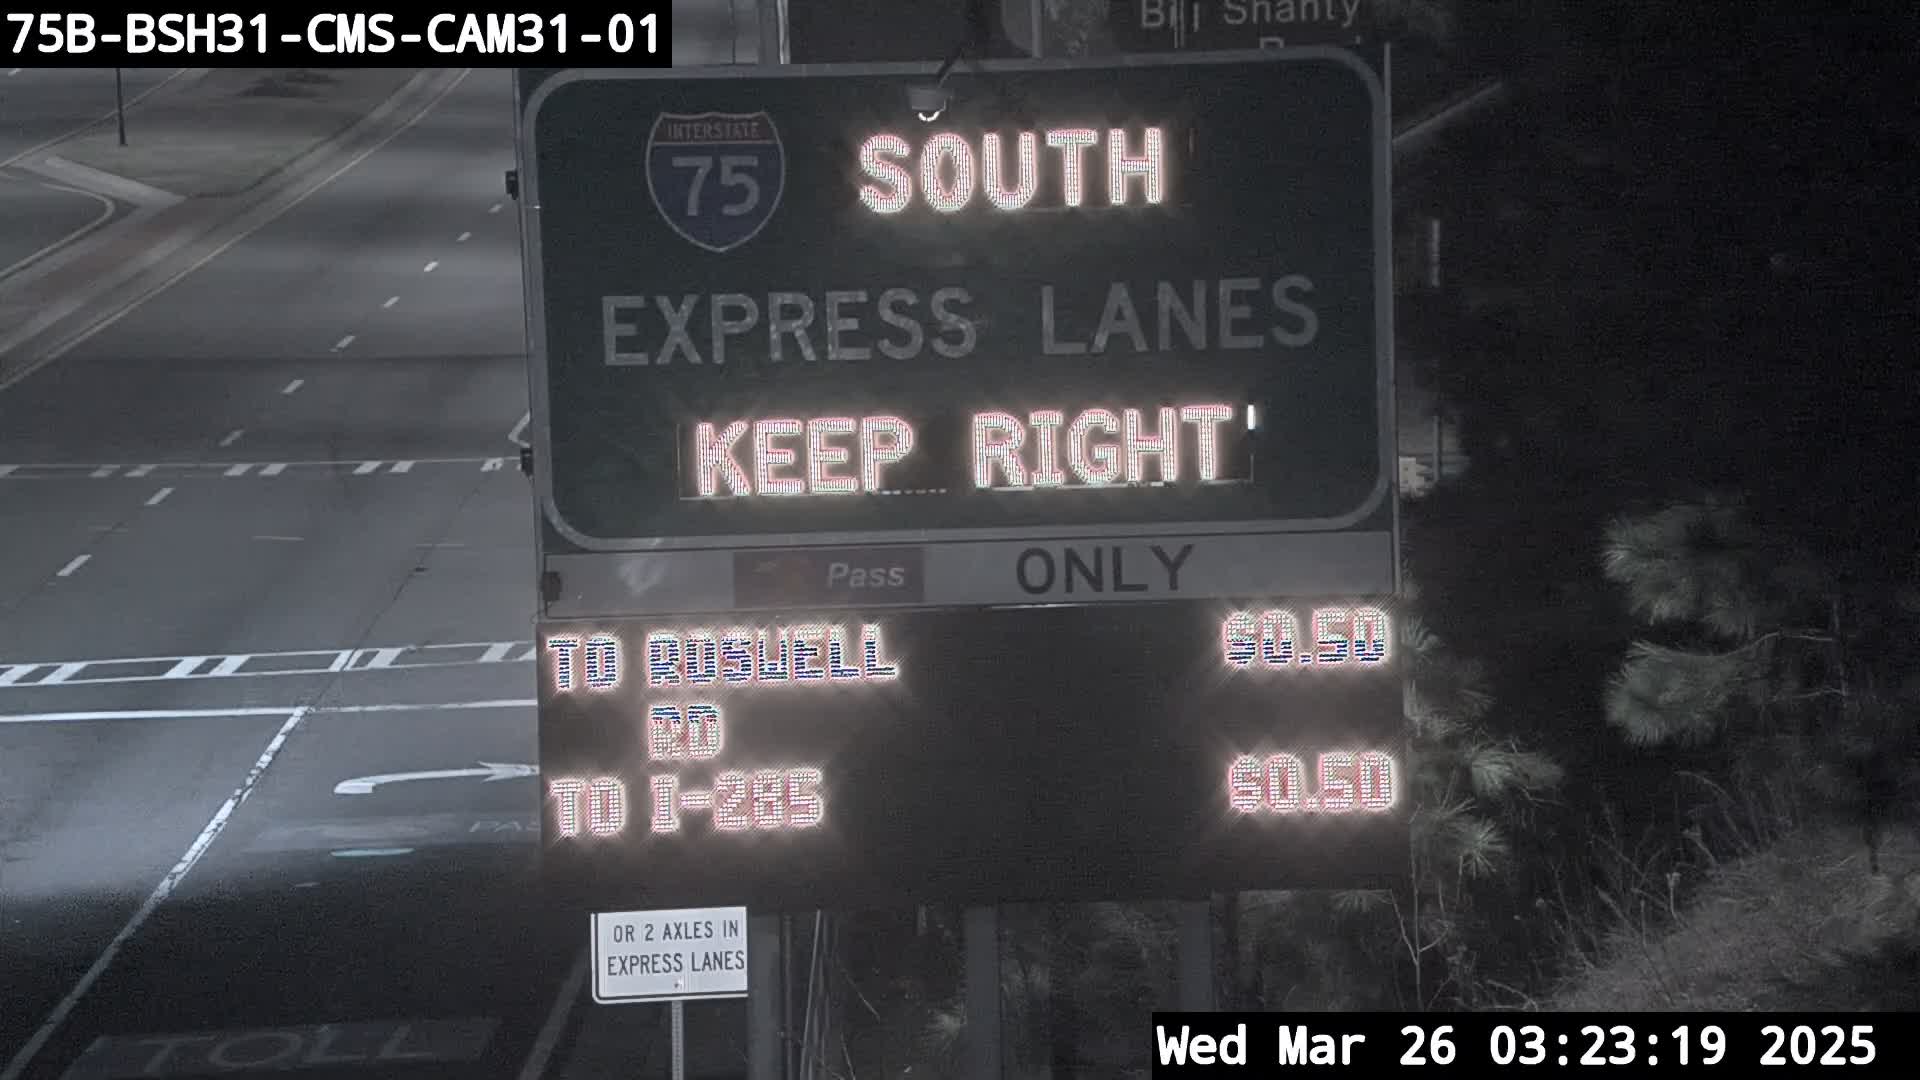 75B-BSH31-CMS-CAM31-01
Shanty
INTERSTATE
75
SOUTH
EXPRESS LANES
KEEP RIGHT
Pass ONLY
TO ROSWELL $0.50
RD
TO I-285 $0.50
OR 2 AXLES IN
EXPRESS LANES
TOLL
Wed Mar 26 03:23:19 2025